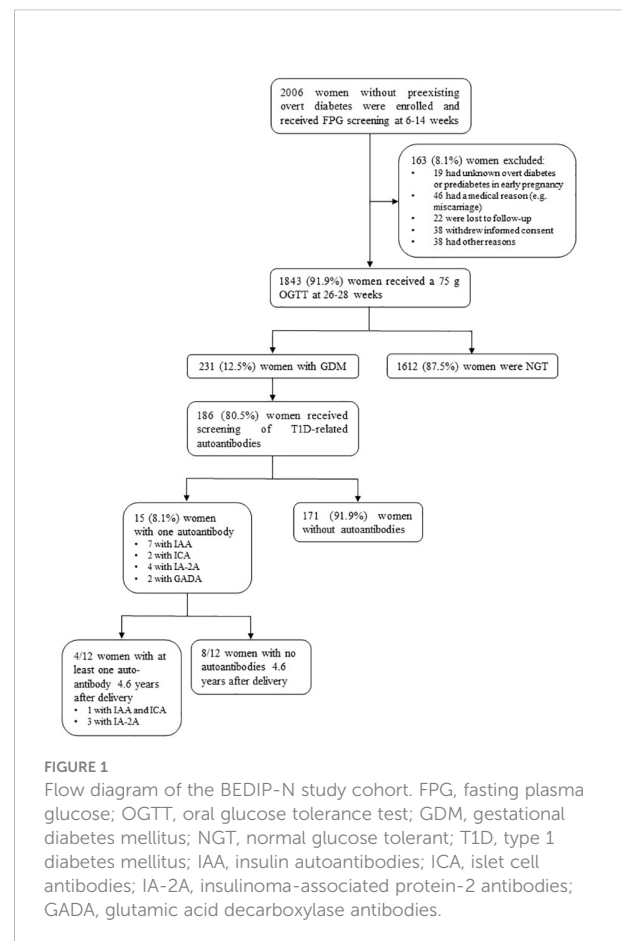 2006 women without preexisting
overt diabetes were enrolled and
received FPG screening at 6-14 weeks
163 (8.1%) women excluded:
• 19 had unknown overt diabetes
or prediabetes in early pregnancy
• 46 had a medical reason (e.g.
miscarriage)
• 22 were lost to follow-up
• 38 withdrew informed consent
• 38 had other reasons
1843 (91.9%) women received a 75 g
OGTT at 26-28 weeks
231 (12.5%) women with GDM
1612 (87.5%) women were NGT
186 (80.5%) women received
screening of T1D-related
autoantibodies
15 (8.1%) women
with one autoantibody
• 7 with IAA
• 2 with ICA
• 4 with IA-2A
• 2 with GADA
171 (91.9%) women
without autoantibodies
4/12 women with at
least one auto-
antibody 4.6 years
after delivery
• 1 with IAA and ICA
• 3 with IA-2A
8/12 women with no
autoantibodies 4.6
years after delivery
FIGURE 1
Flow diagram of the BEDIP-N study cohort. FPG, fasting plasma
glucose; OGTT, oral glucose tolerance test; GDM, gestational
diabetes mellitus; NGT, normal glucose tolerant; T1D, type 1
diabetes mellitus; IAA, insulin autoantibodies; ICA, islet cell
antibodies; IA-2A, insulinoma-associated protein-2 antibodies;
GADA, glutamic acid decarboxylase antibodies.